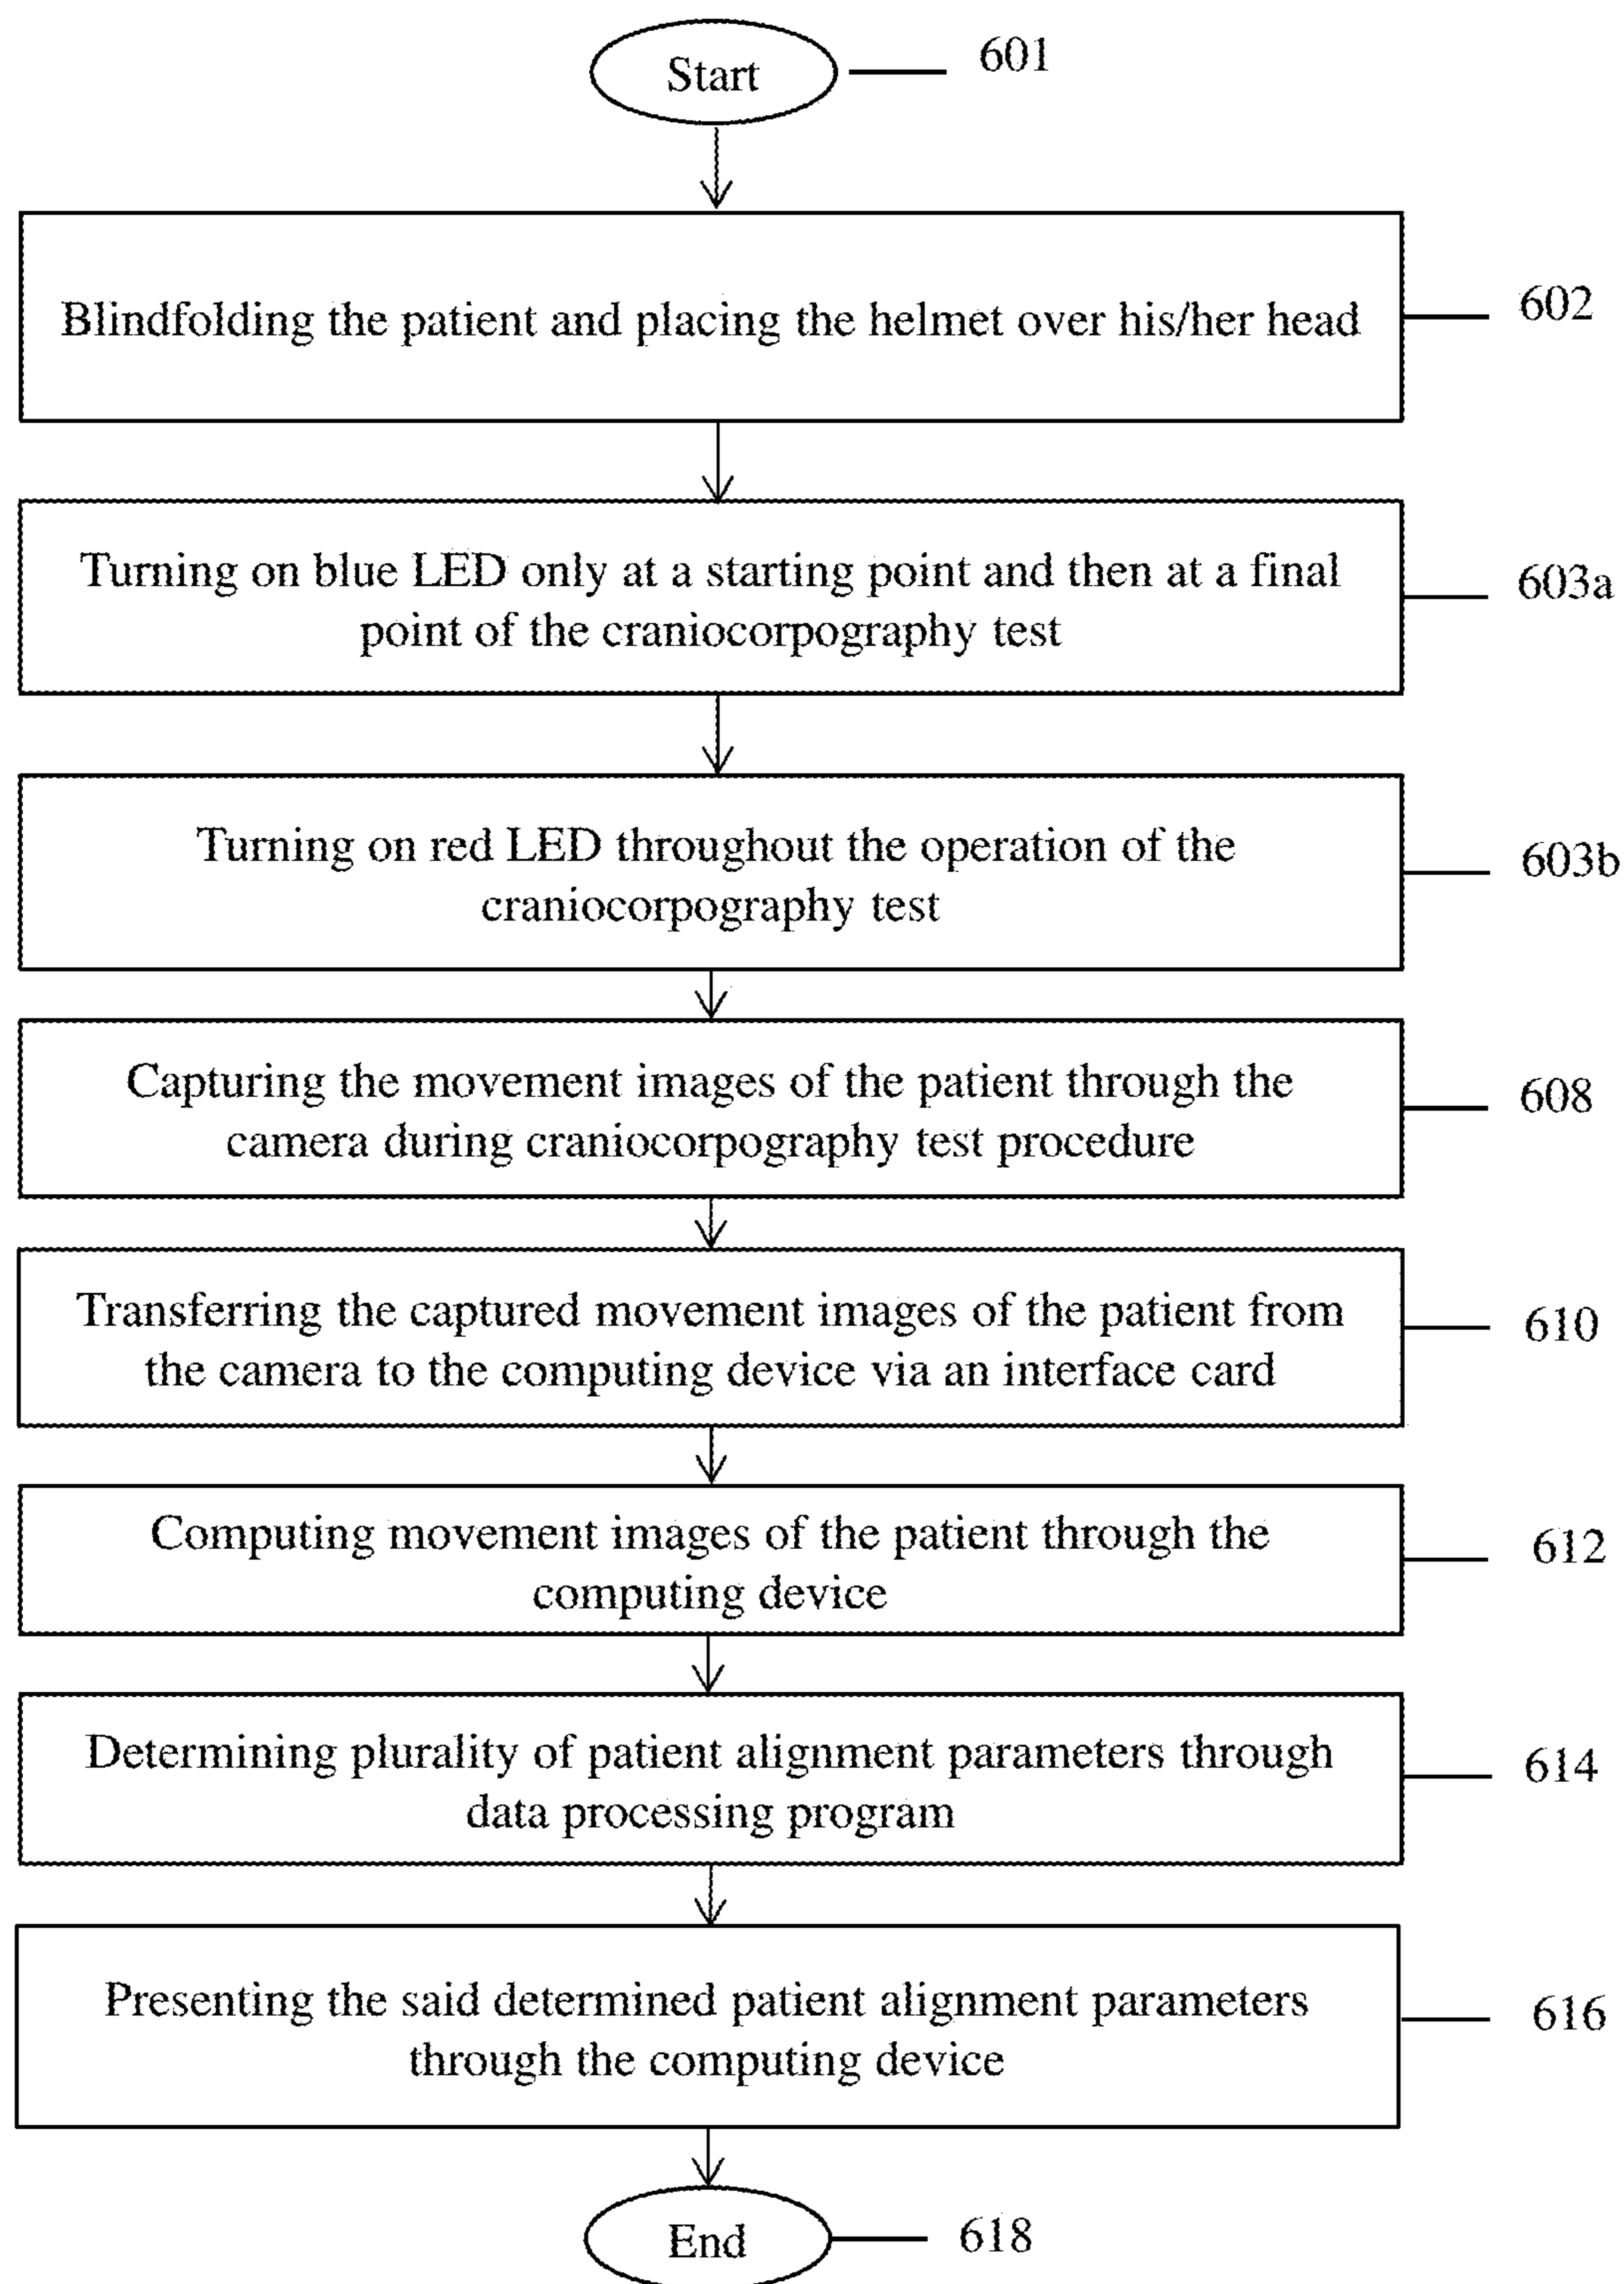 Start
601
Blindfolding the patient and placing the helmet over his/her head
602
Turning on blue LED only at a starting point and then at a final
point of the craniocorpography test
603a
Turning on red LED throughout the operation of the
craniocorpography test
603b
Capturing the movement images of the patient through the
camera during craniocorpography test procedure
608
Transferring the captured movement images of the patient from
the camera to the computing device via an interface card
610
Computing movement images of the patient through the
computing device
612
Determining plurality of patient alignment parameters through
data processing program
614
Presenting the said determined patient alignment parameters
through the computing device
616
End
618